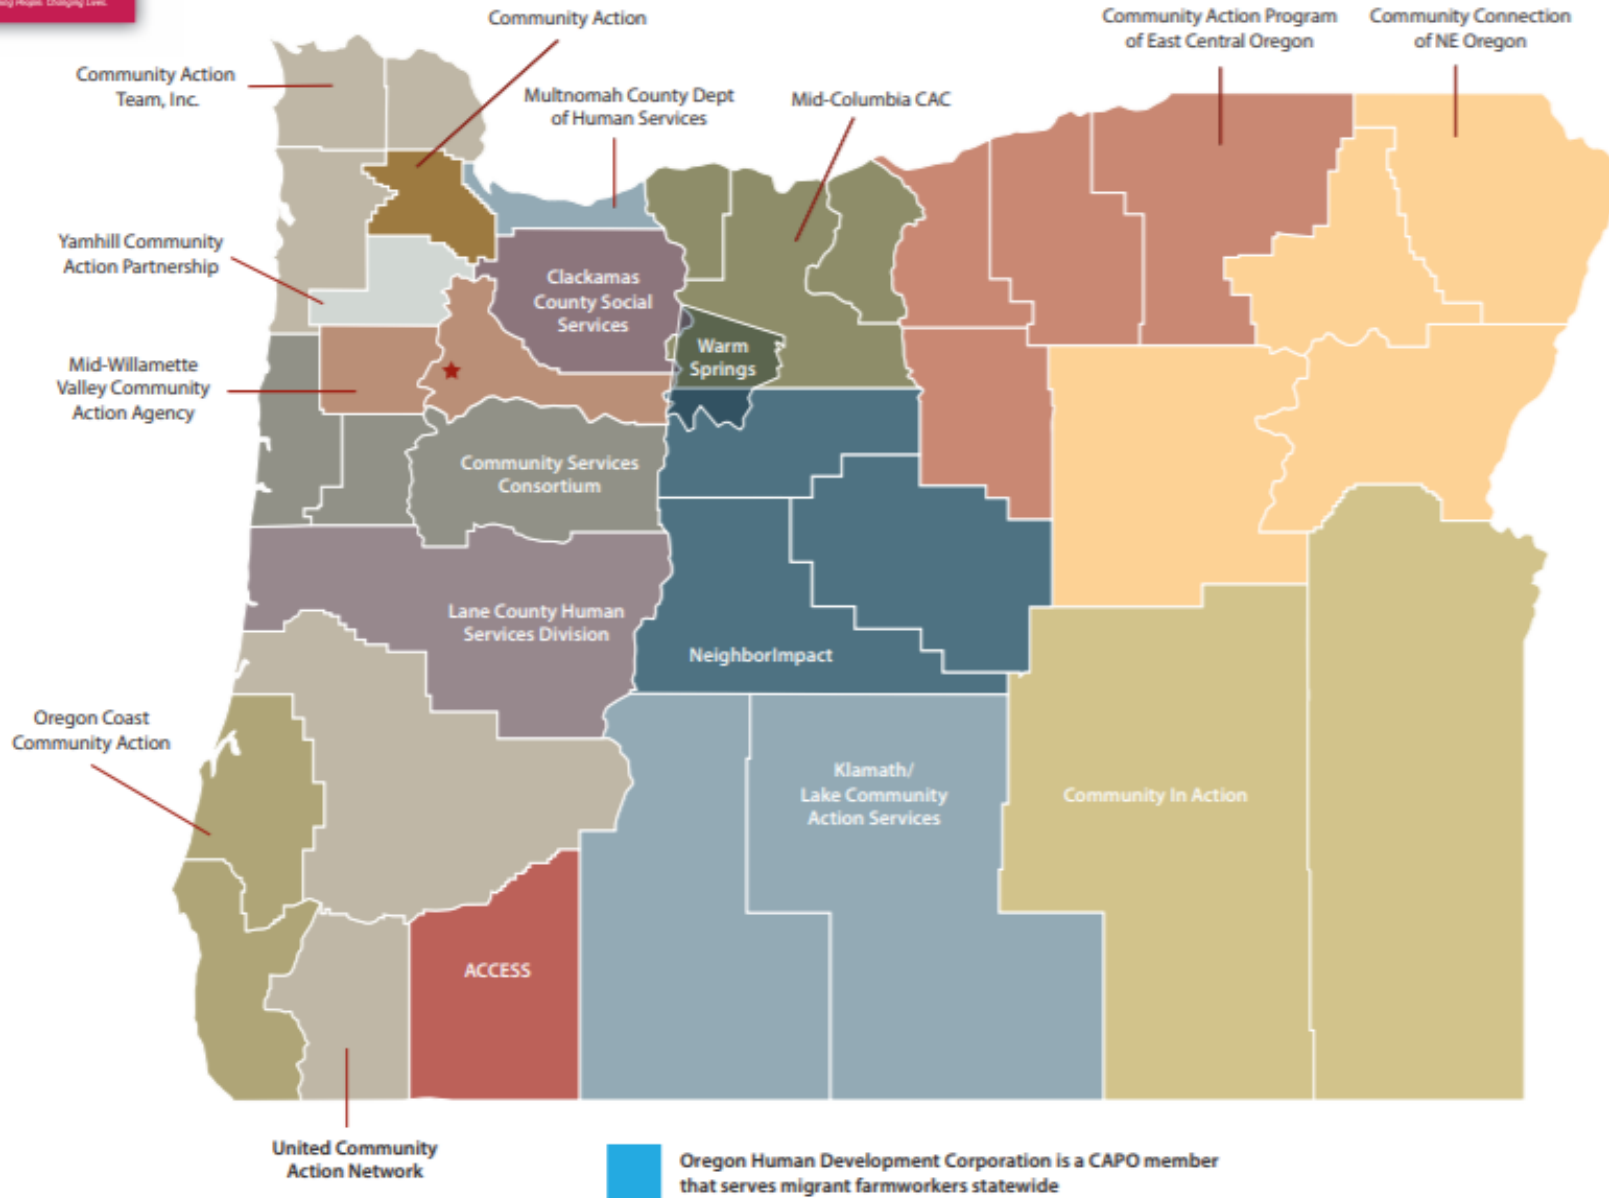 Changing Lives.
Community Action
Community Action Program
of East Central Oregon
Community Connection
of NE Oregon
Community Action
Team, Inc.
Multnomah County Dept
of Human Services
Mid-Columbia CAC
Yamhill Community
Action Partnership
Clackamas
County Social
Services
Warm
Springs
Mid-Willamette
Valley Community
Action Agency
Community Services
Consortium
Lane County Human
Services Division
NeighborImpact
Oregon Coast
Community Action
Klamath/
Lake Community
Action Services
Community In Action
ACCESS
United Community
Action Network
Oregon Human Development Corporation is a CAPO member
that serves migrant farmworkers statewide